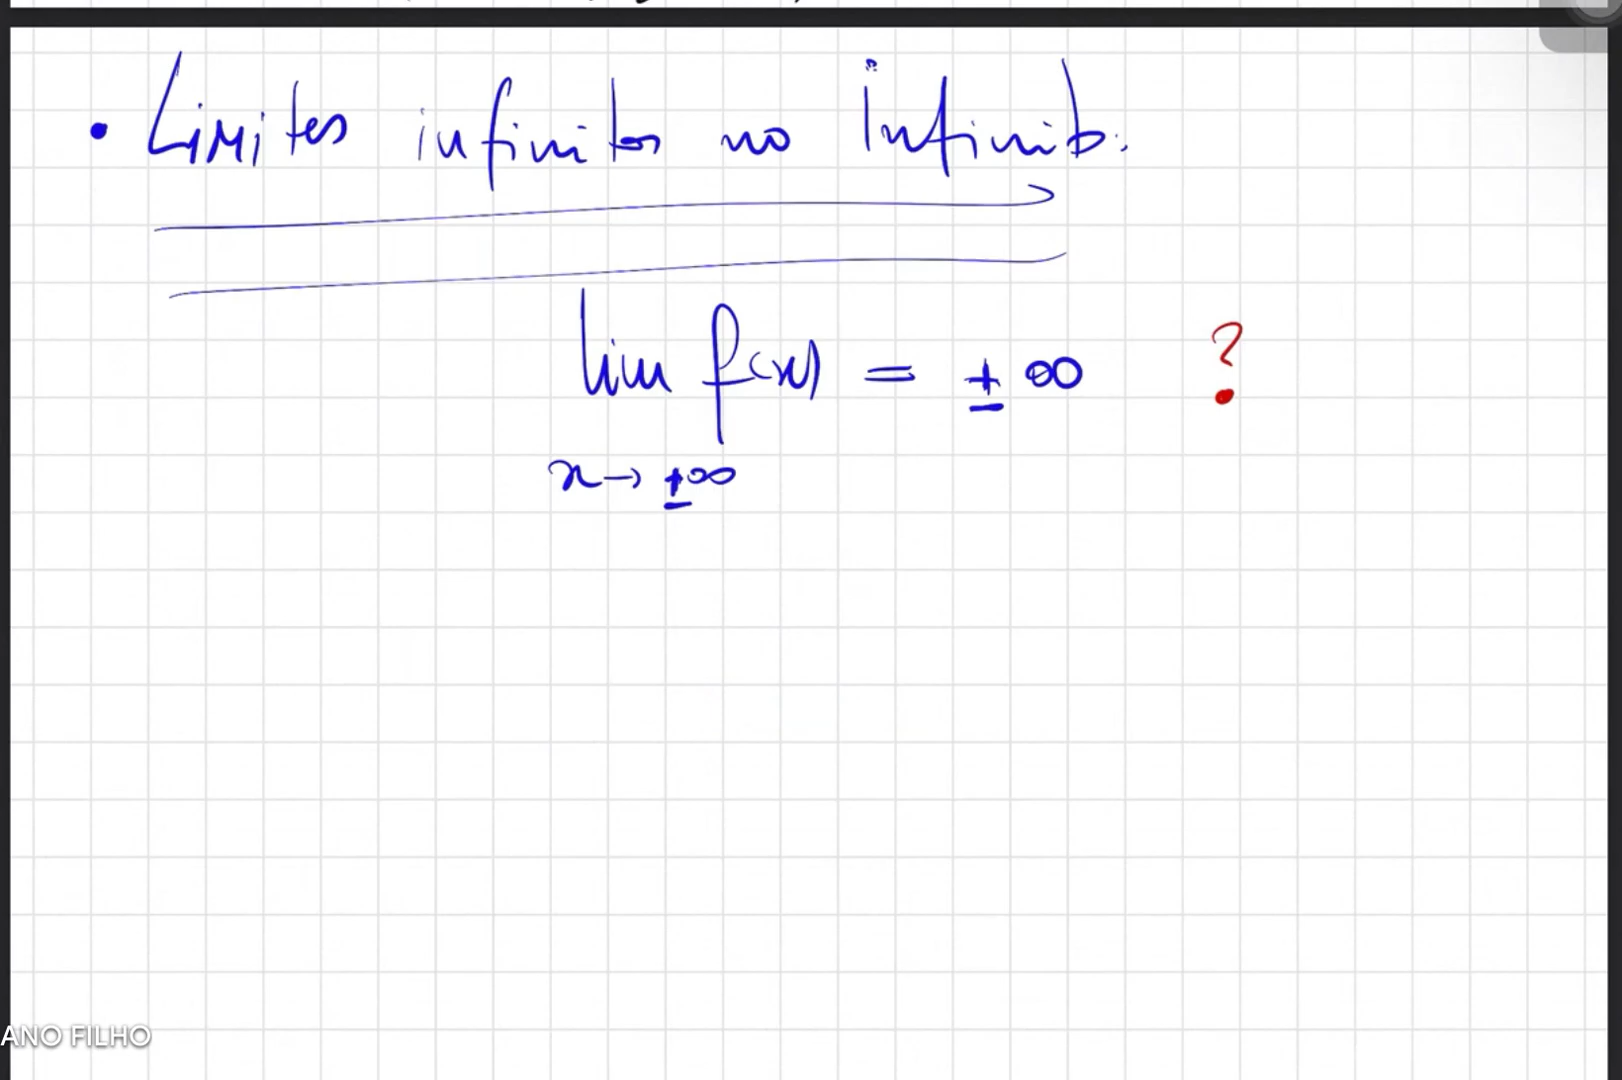 • Limites infinitos no Infinito.
lim f(x) = ± ∞ ?
x → ±∞
ANO FILHO